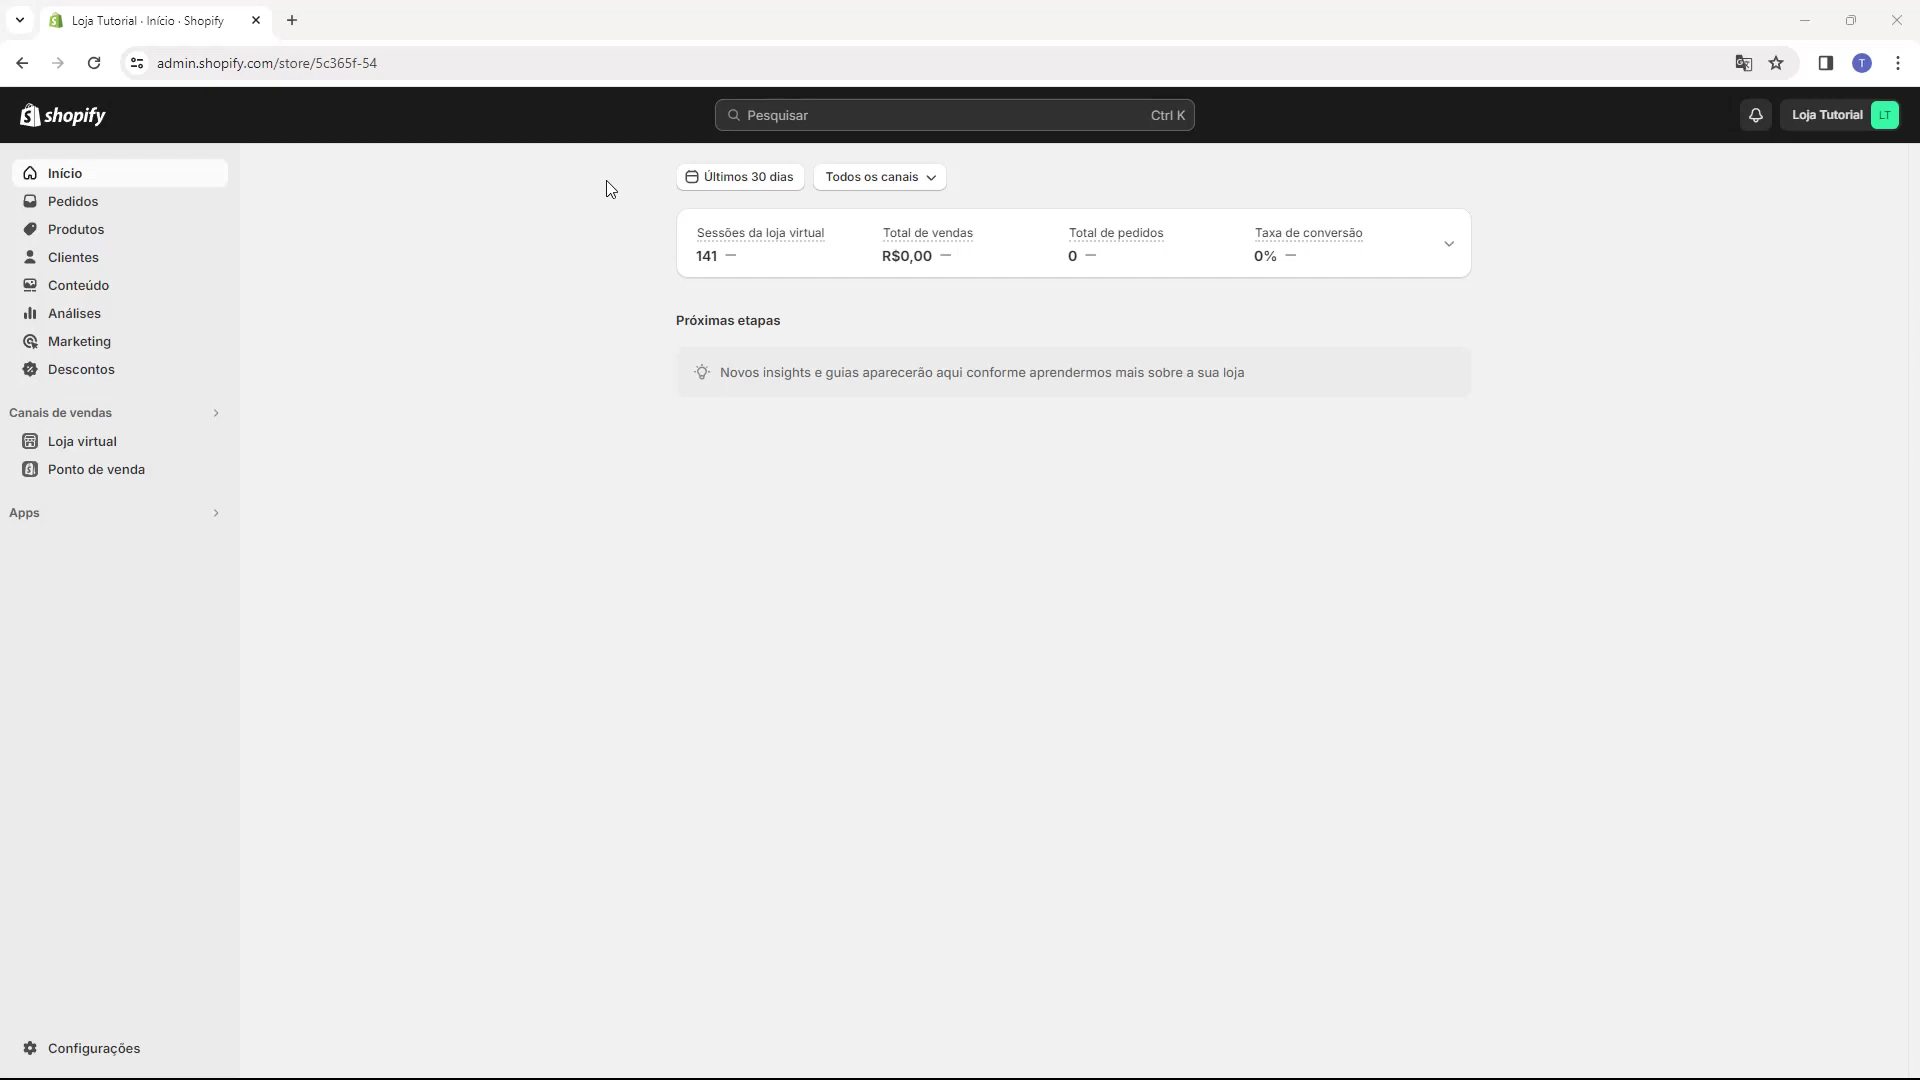 Loja Tutorial · Início · Shopify
admin.shopify.com/store/5c365f-54
T
shopify
Pesquisar Ctrl K
Loja Tutorial LT
Início
Pedidos
Produtos
Clientes
Conteúdo
Análises
Marketing
Descontos
Canais de vendas
Loja virtual
Ponto de venda
Apps
Configurações
Últimos 30 dias Todos os canais
Sessões da loja virtual Total de vendas Total de pedidos Taxa de conversão
141 — R$0,00 — 0 — 0% —
Próximas etapas
Novos insights e guias aparecerão aqui conforme aprendermos mais sobre a sua loja